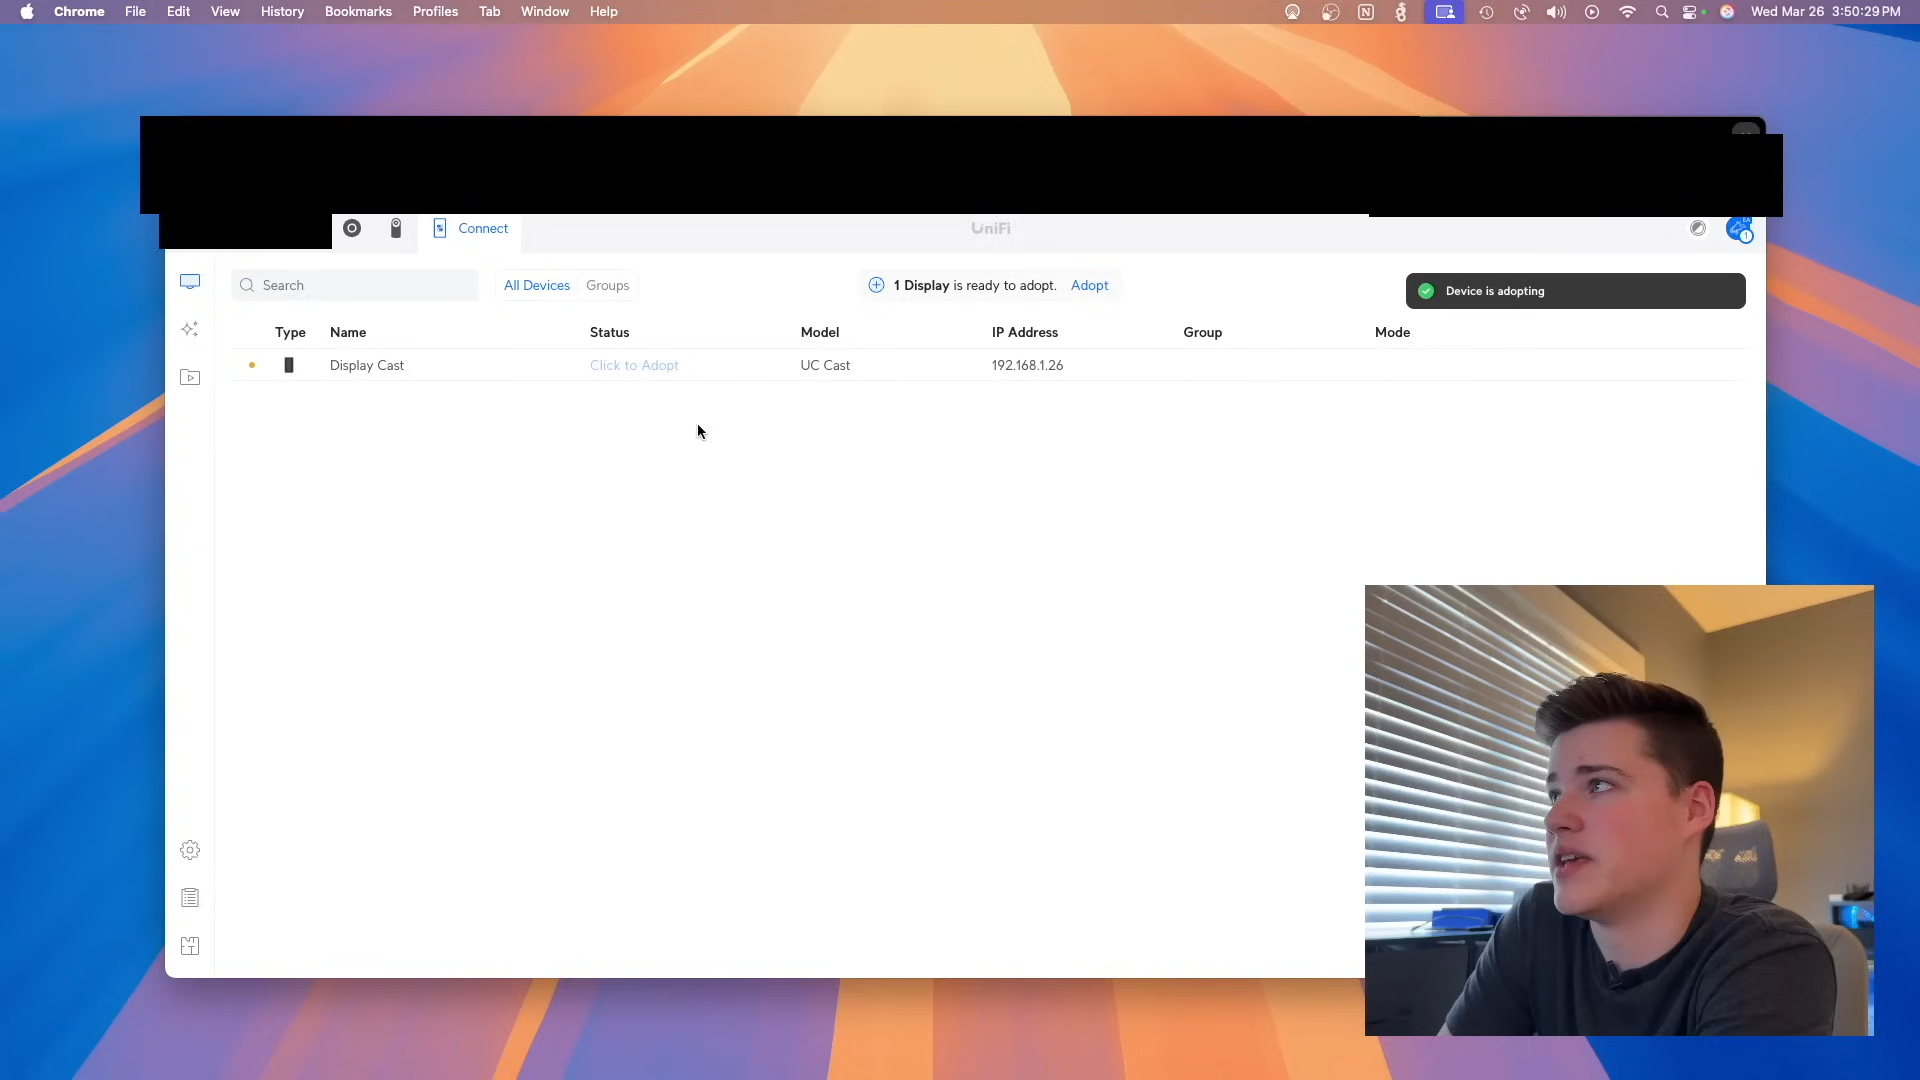 Chrome File Edit View History Bookmarks Profiles Tab Window Help Wed Mar 26 3:50:29 PM
Connect UniFi EA 1
Search All Devices Groups 1 Display is ready to adopt. Adopt Device is adopting
Type Name Status Model IP Address Group Mode
Display Cast Click to Adopt UC Cast 192.168.1.26